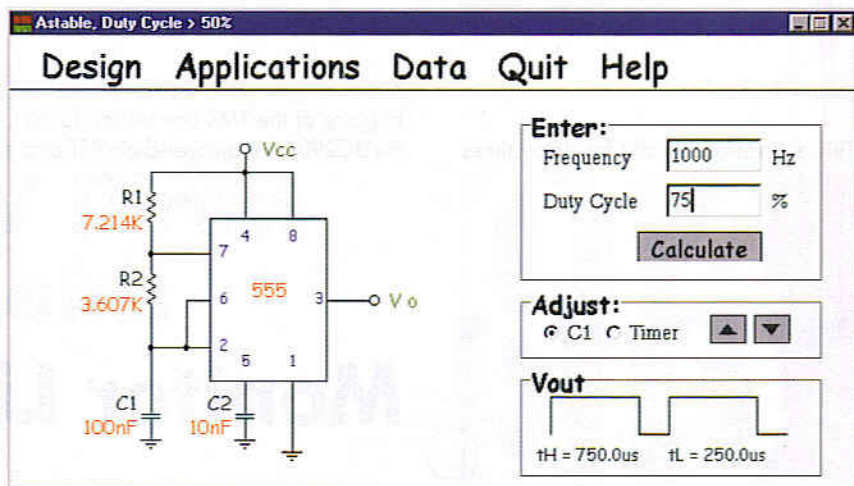 Astable, Duty Cycle > 50%
Design Applications Data Quit Help
Vcc
R1
7.214K
R2
3.607K
4 8
7
6
2
555
3
5 1
V o
C1
100nF
C2
10nF
Enter:
Frequency 1000 Hz
Duty Cycle 75 %
Calculate
Adjust:
C1 Timer
Vout
tH = 750.0us tL = 250.0us